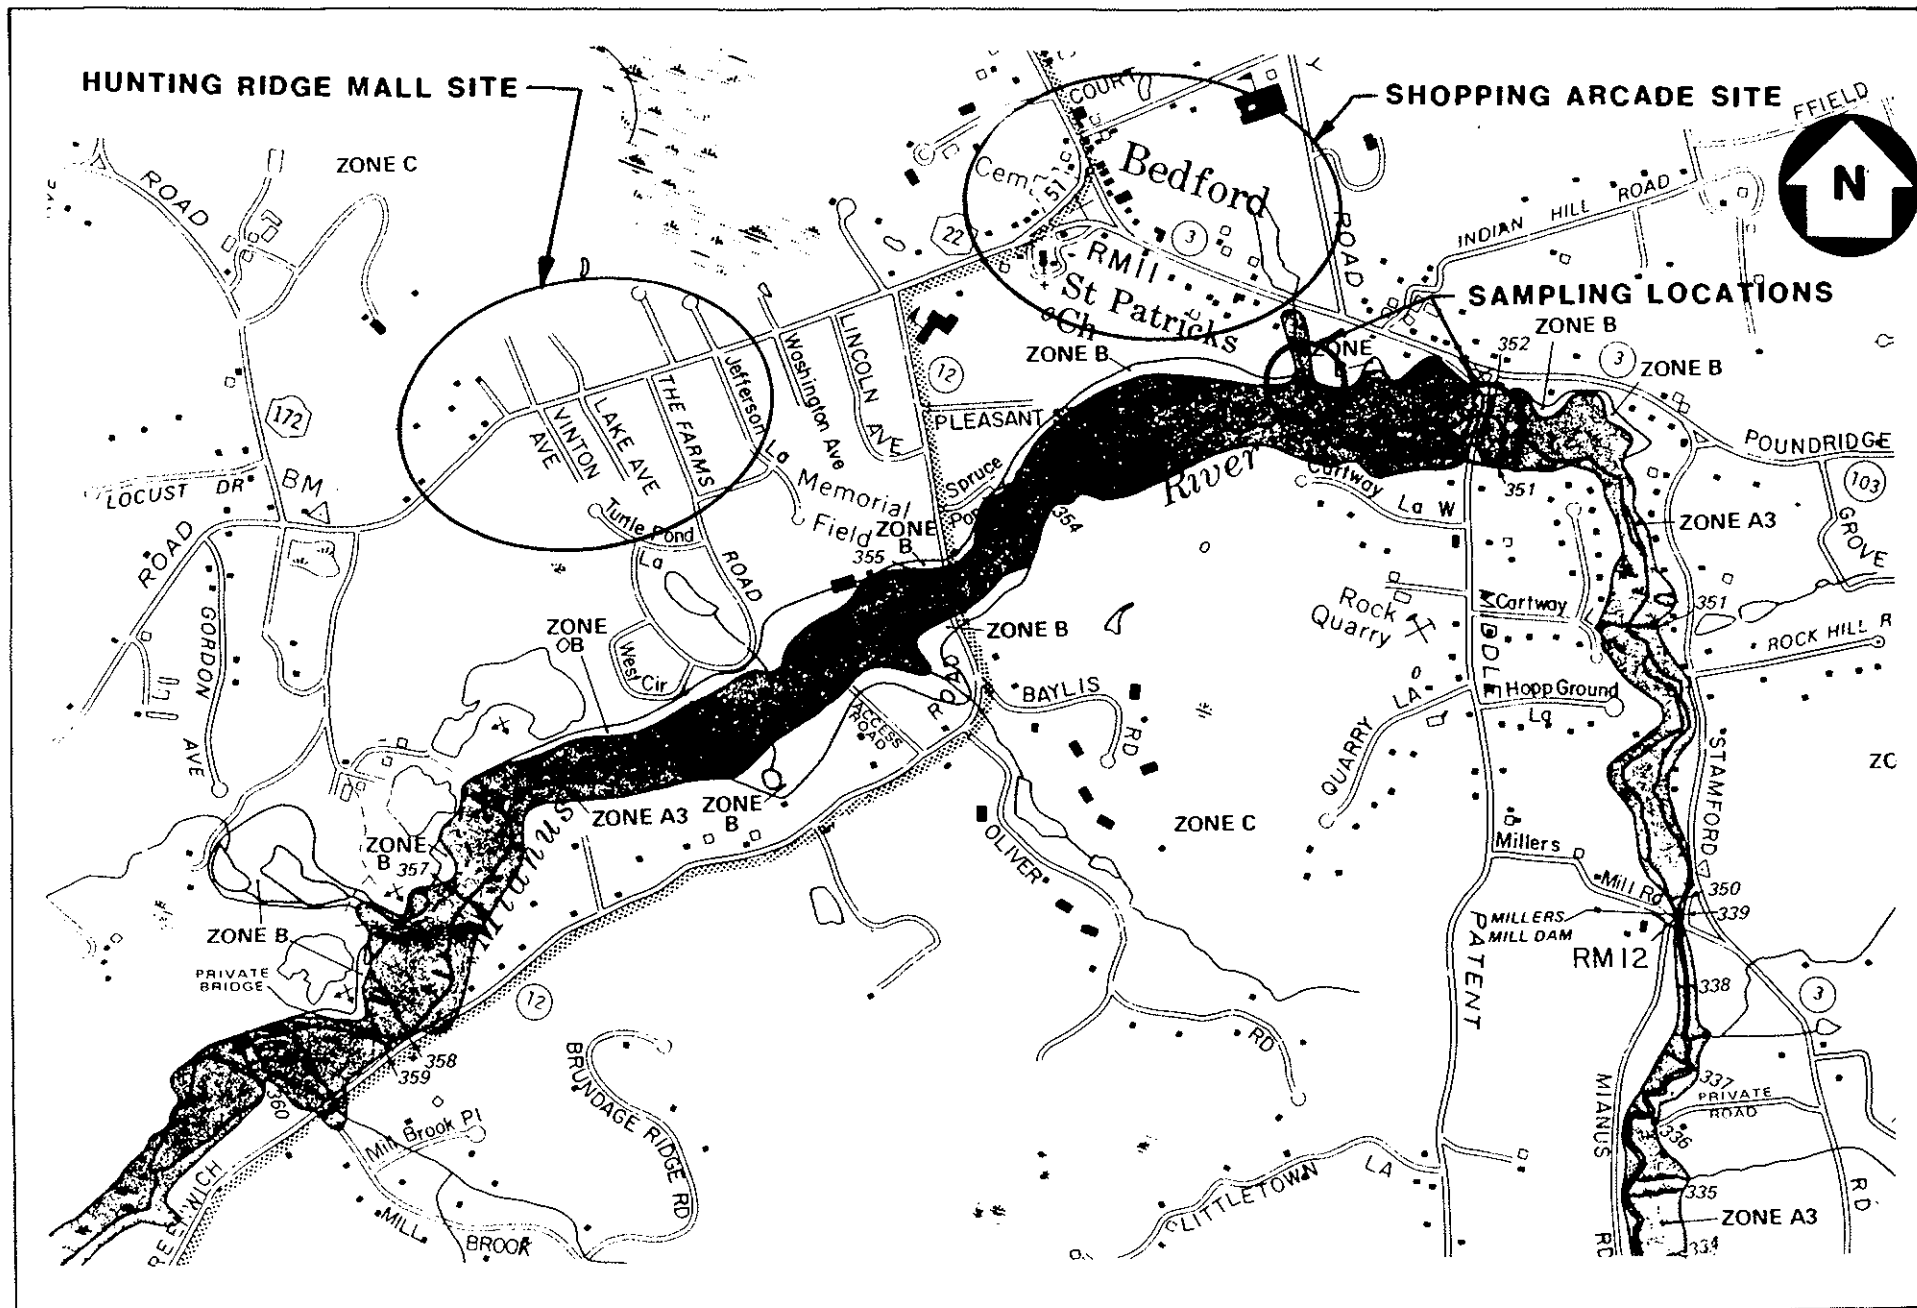 HUNTING RIDGE MALL SITE
SHOPPING ARCADE SITE
COURT
FFIELD
ZONE C
ROAD
Cem
Bedford
ROAD
INDIAN HILL ROAD
N
22
3
RM11
St Patricks
Ch
SAMPLING LOCATIONS
ZONE B
ZONE B
352
3
ZONE B
ZONE
LINCOLN AVE
Washington Ave
Jefferson La
THE FARMS
ROAD
LAKE AVE
VINTON AVE
12
PLEASANT
172
LOCUST DR
BM
POUNDRIDGE
103
GROVE
River
Cartway La W
351
Spruce
354
Memorial Field
ZONE B
355
Turtle Pond La
ZONE A3
ROAD
GORDON AVE
Rock Quarry
Cartway
351
ROCK HILL R
ZONE B
ZONE B
West Cir
ACCESS ROAD
ROAD
BAYLIS RD
QUARRY LA
MIDDLE PATENT
Hopp Ground La
STAMFORD
ZONE A3
ZONE B
Mianus
OLIVER RD
ZONE C
ZC
ZONE B
357
Millers
Mill Rd
350
339
MILLERS MILL DAM
RM12
ZONE B
PRIVATE BRIDGE
12
338
3
358
359
360
BRUNDAGE RIDGE RD
337
PRIVATE ROAD
336
MIANUS RD
RD
Mill Brook Pl
REENWICH
MILL BROOK
LITTLETOWN LA
335
ZONE A3
334